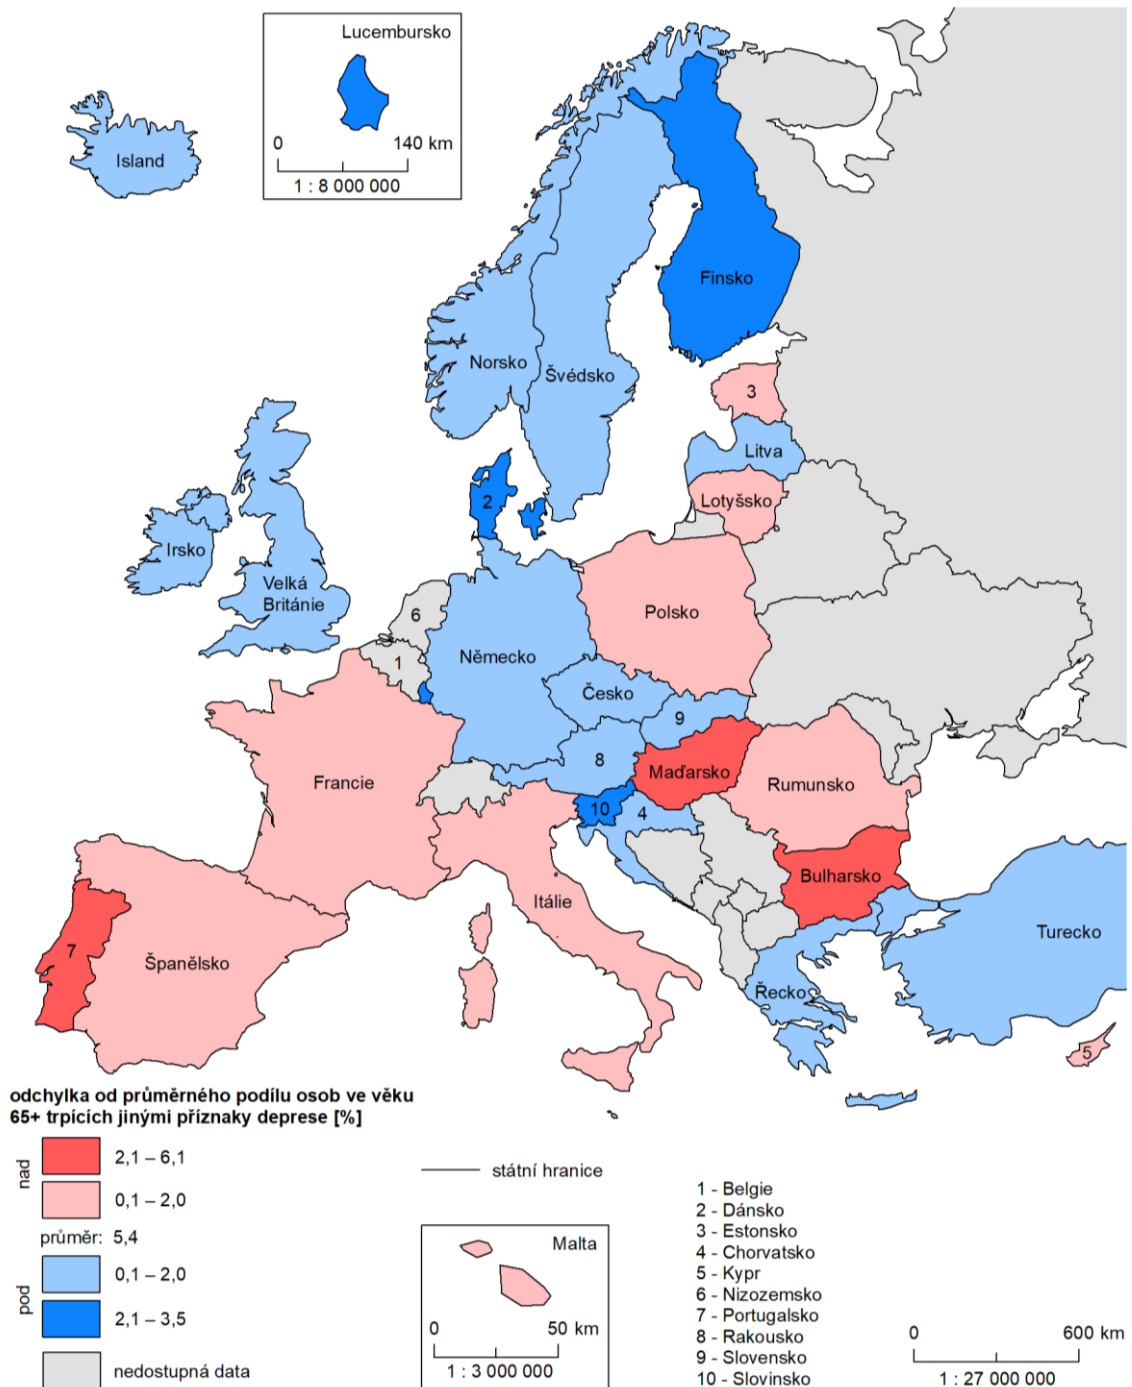 Lucembursko
0 140 km
1 : 8 000 000
Island
Finsko
Norsko
Švédsko
3
Litva
Lotyšsko
2
Irsko
Velká
Británie
6
Polsko
1
Německo
Česko
9
8
Maďarsko
Francie
Rumunsko
10
4
Bulharsko
Itálie
7
Španělsko
Turecko
Řecko
5
odchylka od průměrného podílu osob ve věku
65+ trpících jinými příznaky deprese [%]
nad
2,1 – 6,1
0,1 – 2,0
průměr: 5,4
pod
0,1 – 2,0
2,1 – 3,5
nedostupná data
státní hranice
Malta
0 50 km
1 : 3 000 000
1 - Belgie
2 - Dánsko
3 - Estonsko
4 - Chorvatsko
5 - Kypr
6 - Nizozemsko
7 - Portugalsko
8 - Rakousko
9 - Slovensko
10 - Slovinsko
0 600 km
1 : 27 000 000